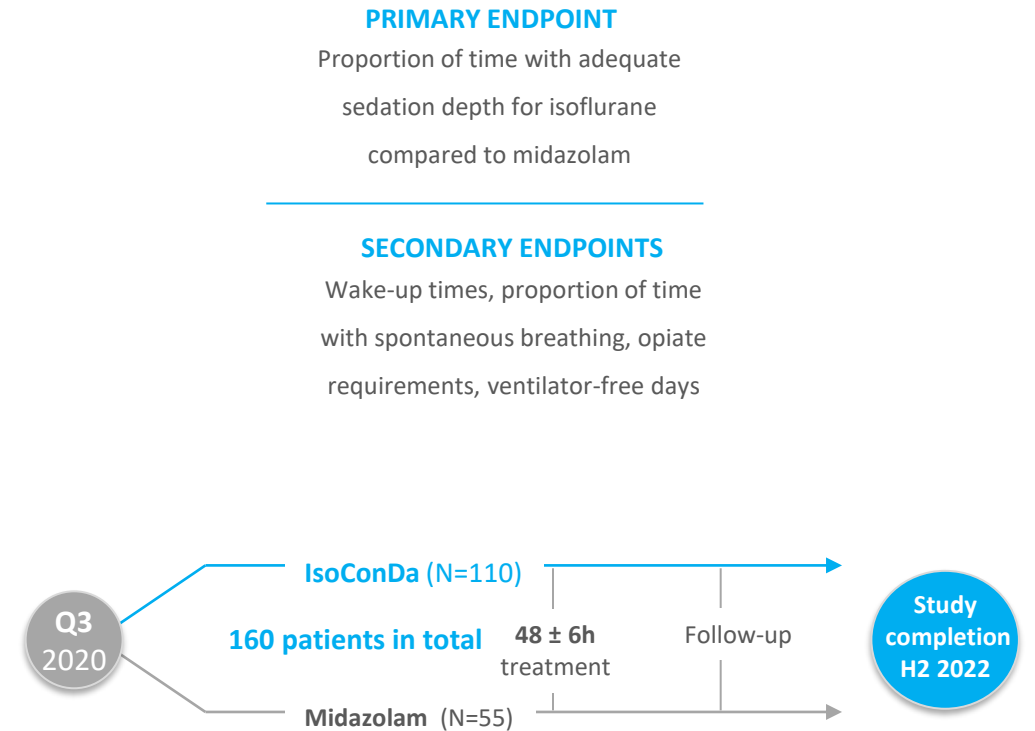 PRIMARY ENDPOINT
Proportion of time with adequate
sedation depth for isoflurane
compared to midazolam
SECONDARY ENDPOINTS
Wake-up times, proportion of time
with spontaneous breathing, opiate
requirements, ventilator-free days
IsoConDa (N=110)
Q3
2020
160 patients in total
48 ± 6h
treatment
Follow-up
Study
completion
H2 2022
Midazolam (N=55)